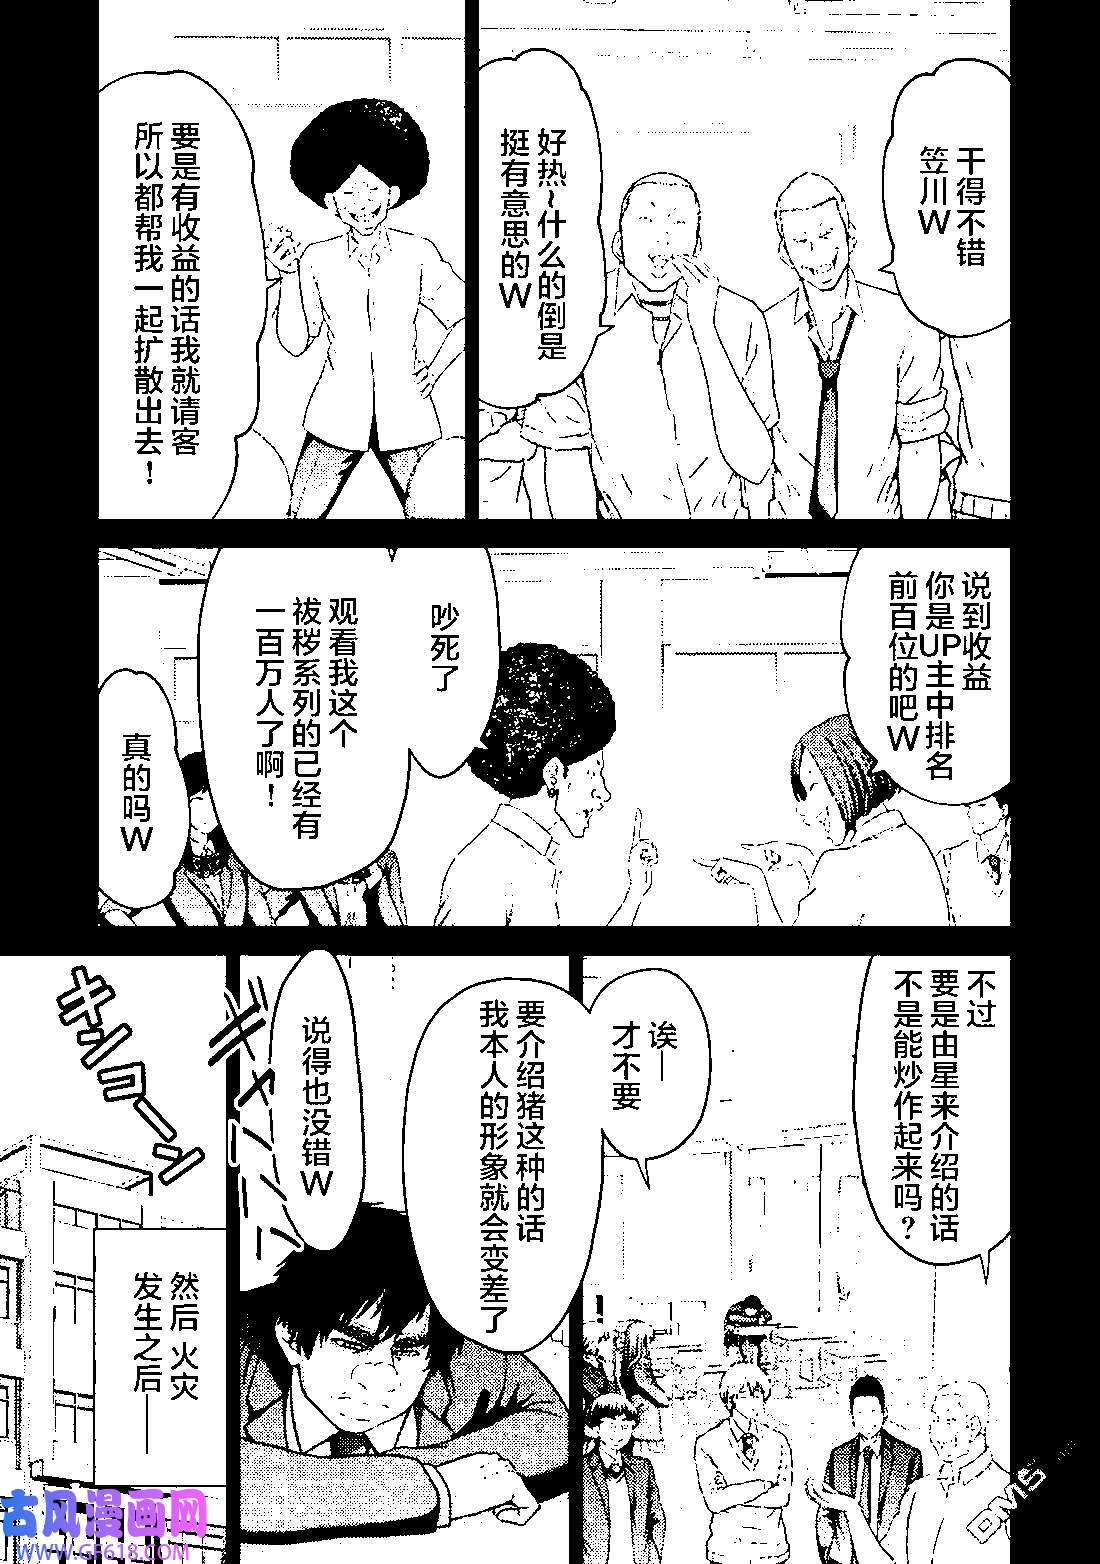 干得不错
笠川W
好热~什么的倒是
挺有意思的W
要是有收益的话我就请客
所以都帮我一起扩散出去！
说到收益
你是UP主中排名
前百位的吧W
吵死了
观看我这个
祓秽系列的已经有
一百万人了啊！
真的吗W
不过
要是由星来介绍的话
不是能炒作起来吗？
诶—
才不要
要介绍猪这种的话
我本人的形象就会变差了
说得也没错W
キンコーン
然后 火灾
发生之后——
古风漫画网
WWW.GF618.COM
DMS